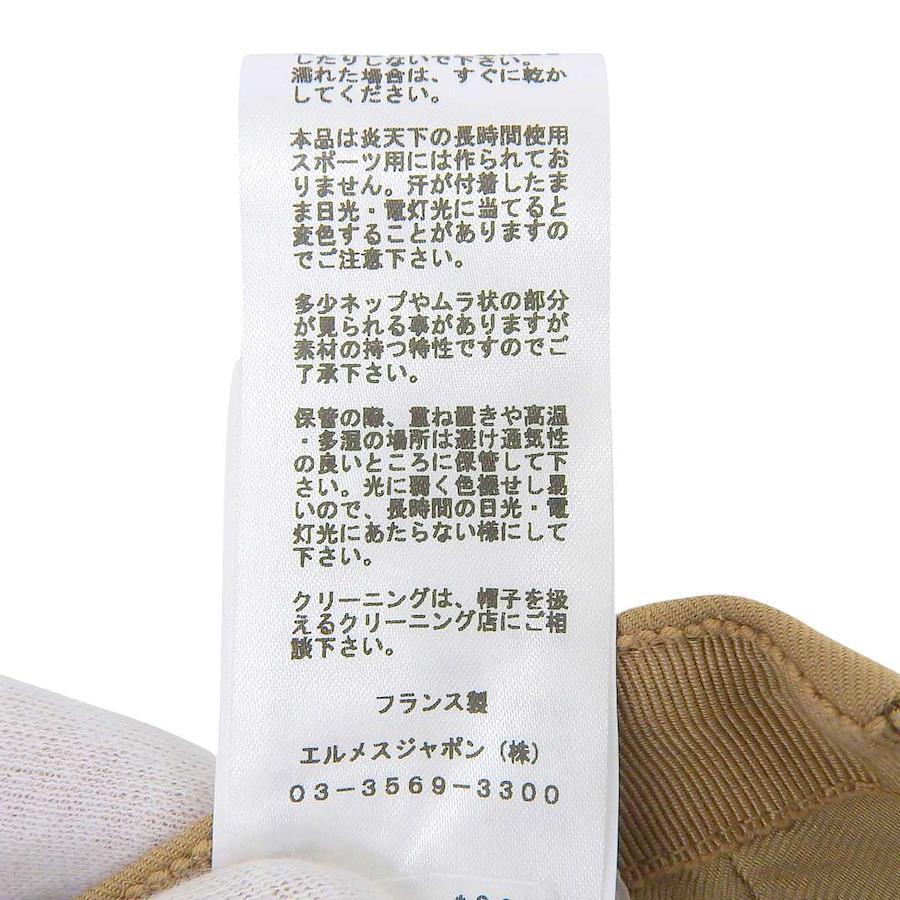 したりしないで下さい。
濡れた場合は、すぐに乾か
してください。
本品は炎天下の長時間使用
スポーツ用には作られてお
りません。汗が付着したま
ま日光・電灯光に当てると
変色することがありますの
でご注意下さい。
多少ネップやムラ状の部分
が見られる事がありますが
素材の持つ特性ですのでご
了承下さい。
保管の際、重ね置きや高温
・多湿の場所は避け通気性
の良いところに保管して下
さい。光に弱く色褪せし易
いので、長時間の日光・電
灯光にあたらない様にして
下さい。
クリーニングは、帽子を扱
えるクリーニング店にご相
談下さい。
フランス製
エルメスジャポン（株）
03-3569-3300